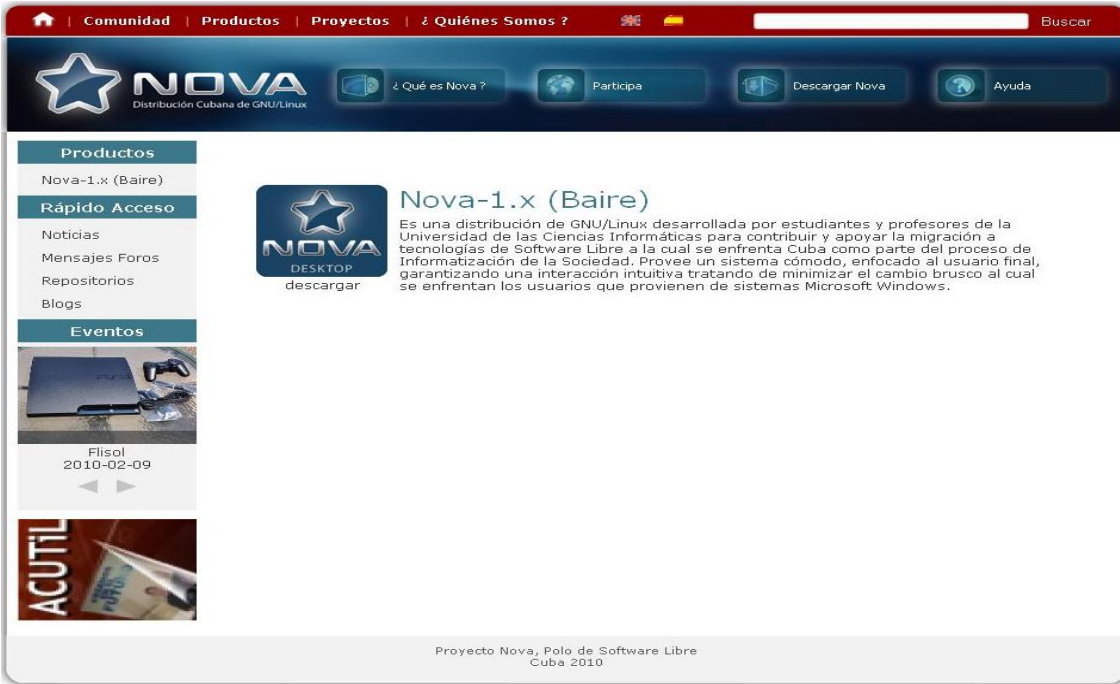 Comunidad | Productos | Proyectos | ¿ Quiénes Somos ? Buscar
NOVA
Distribución Cubana de GNU/Linux
¿ Qué es Nova ?
Participa
Descargar Nova
Ayuda
Productos
Nova-1.x (Baire)
Rápido Acceso
Noticias
Mensajes Foros
Repositorios
Blogs
Eventos
Flisol
2010-02-09
ACUTiL
NOVA
DESKTOP
descargar
Nova-1.x (Baire)
Es una distribución de GNU/Linux desarrollada por estudiantes y profesores de la
Universidad de las Ciencias Informáticas para contribuir y apoyar la migración a
tecnologías de Software Libre a la cual se enfrenta Cuba como parte del proceso de
Informatización de la Sociedad. Provee un sistema cómodo, enfocado al usuario final,
garantizando una interacción intuitiva tratando de minimizar el cambio brusco al cual
se enfrentan los usuarios que provienen de sistemas Microsoft Windows.
Proyecto Nova, Polo de Software Libre
Cuba 2010